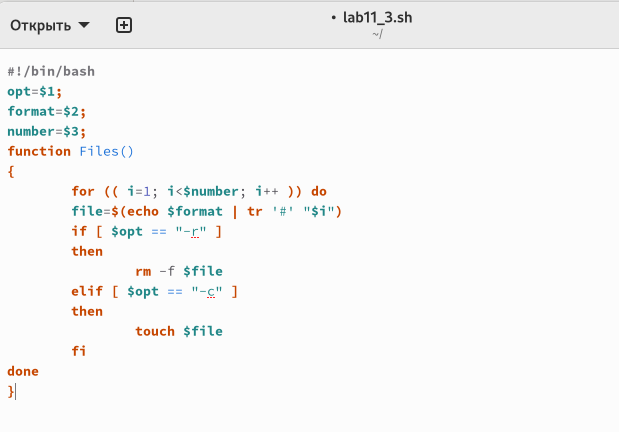 Открыть
• lab11_3.sh
~/
#!/bin/bash
opt=$1;
format=$2;
number=$3;
function Files()
{
for (( i=1; i<$number; i++ )) do
file=$(echo $format | tr '#' "$i")
if [ $opt == "-r" ]
then
rm -f $file
elif [ $opt == "-c" ]
then
touch $file
fi
done
}